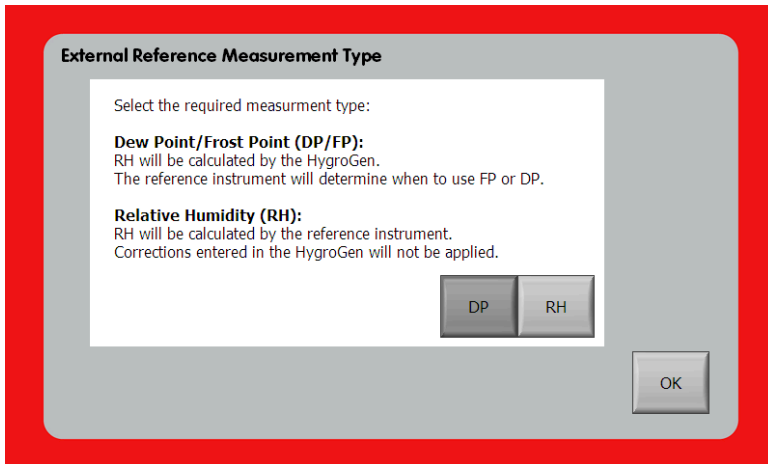 External Reference Measurement Type
Select the required measurment type:
Dew Point/Frost Point (DP/FP):
RH will be calculated by the HygroGen.
The reference instrument will determine when to use FP or DP.
Relative Humidity (RH):
RH will be calculated by the reference instrument.
Corrections entered in the HygroGen will not be applied.
DP RH
OK